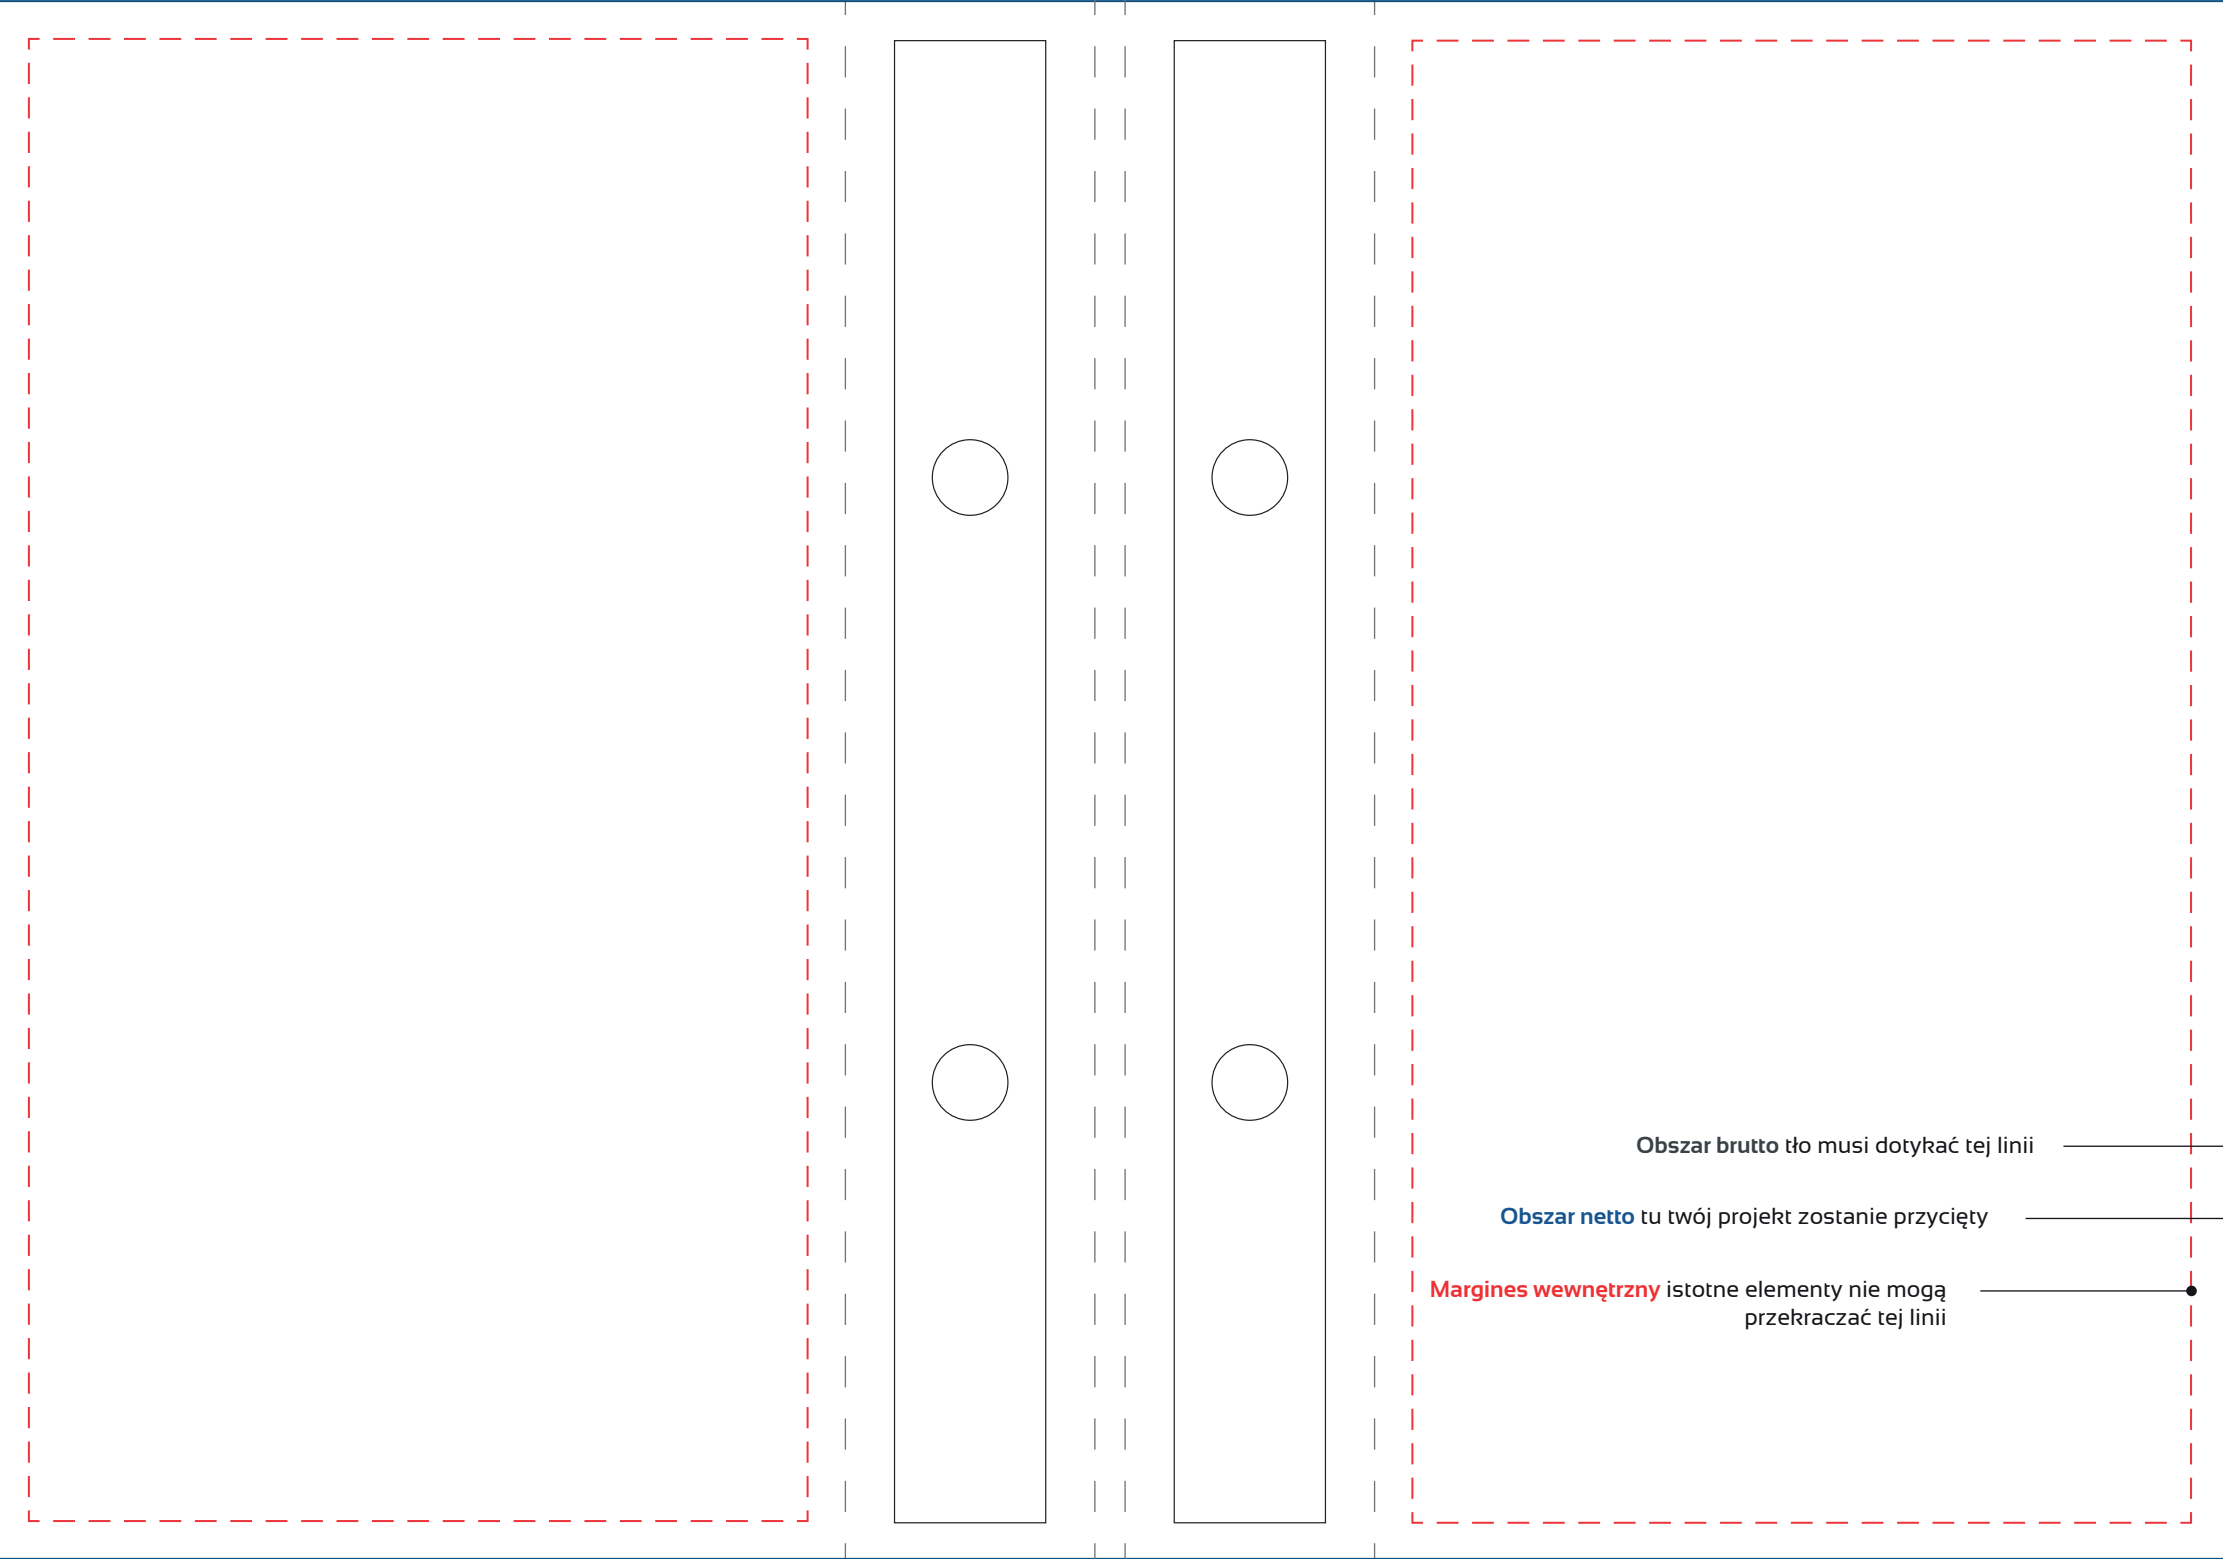 Obszar brutto tło musi dotykać tej linii
Obszar netto tu twój projekt zostanie przycięty
Margines wewnętrzny istotne elementy nie mogą
przekraczać tej linii